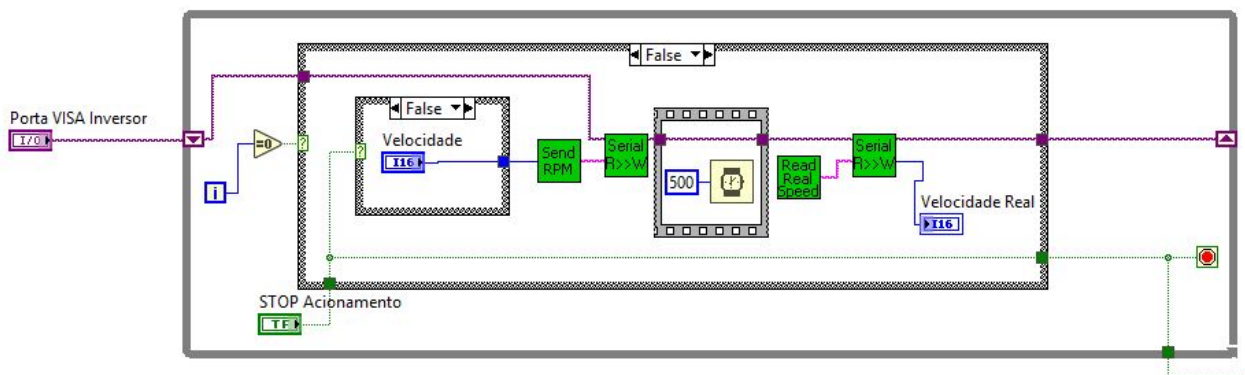 False
False
Porta VISA Inversor
I/O
=0
?
?
Velocidade
I16
Send
RPM
Serial
R>>W
500
Read
Real
Speed
Serial
R>>W
i
Velocidade Real
I16
STOP Acionamento
TF